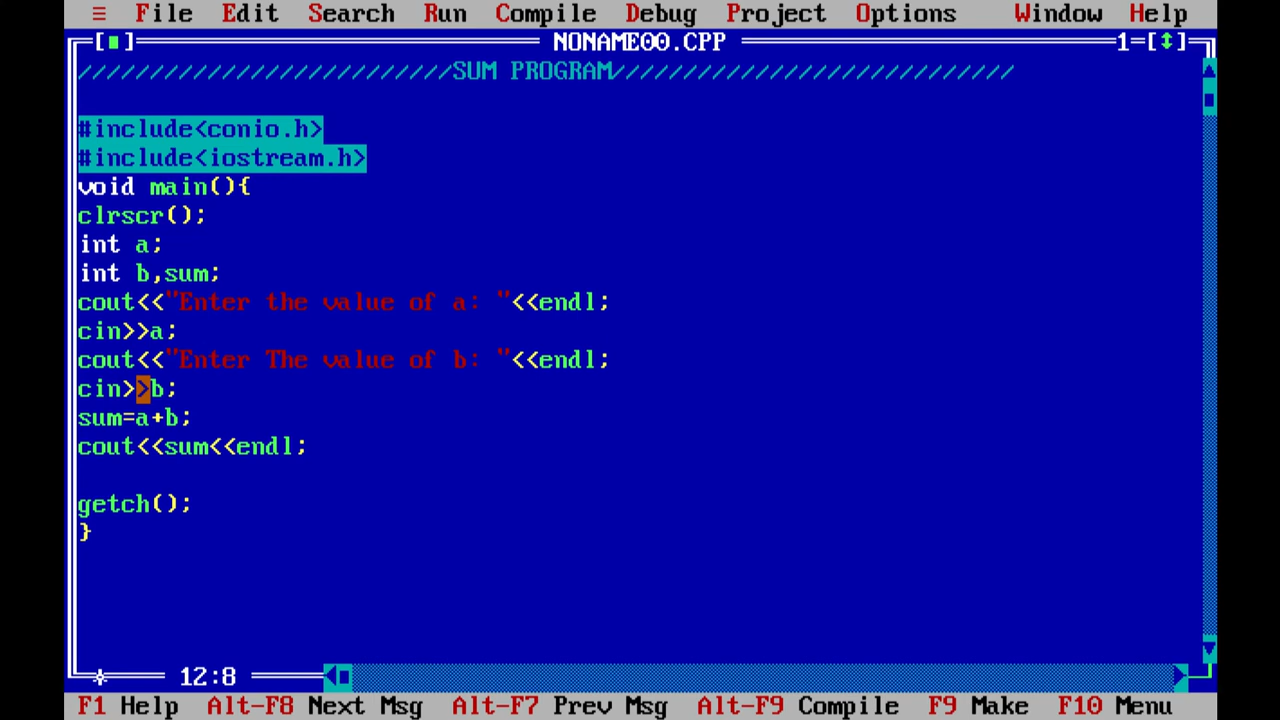 ≡ File Edit Search Run Compile Debug Project Options Window Help
[■] NONAME00.CPP 1=[↕]
//////////////////////////SUM PROGRAM////////////////////////////
#include<conio.h>
#include<iostream.h>
void main(){
clrscr();
int a;
int b,sum;
cout<<"Enter the value of a: "<<endl;
cin>>a;
cout<<"Enter The value of b: "<<endl;
cin>>b;
sum=a+b;
cout<<sum<<endl;
getch();
}
12:8
F1 Help Alt-F8 Next Msg Alt-F7 Prev Msg Alt-F9 Compile F9 Make F10 Menu